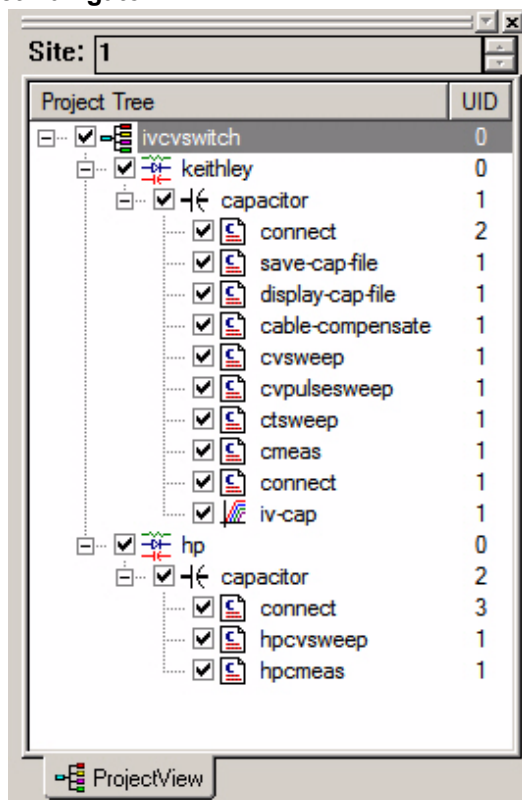 Site: 1
Project Tree UID
ivcvswitch 0
keithley 0
capacitor 1
connect 2
save-cap-file 1
display-cap-file 1
cable-compensate 1
cvsweep 1
cvpulsesweep 1
ctsweep 1
cmeas 1
connect 1
iv-cap 1
hp 0
capacitor 2
connect 3
hpcvsweep 1
hpcmeas 1
ProjectView